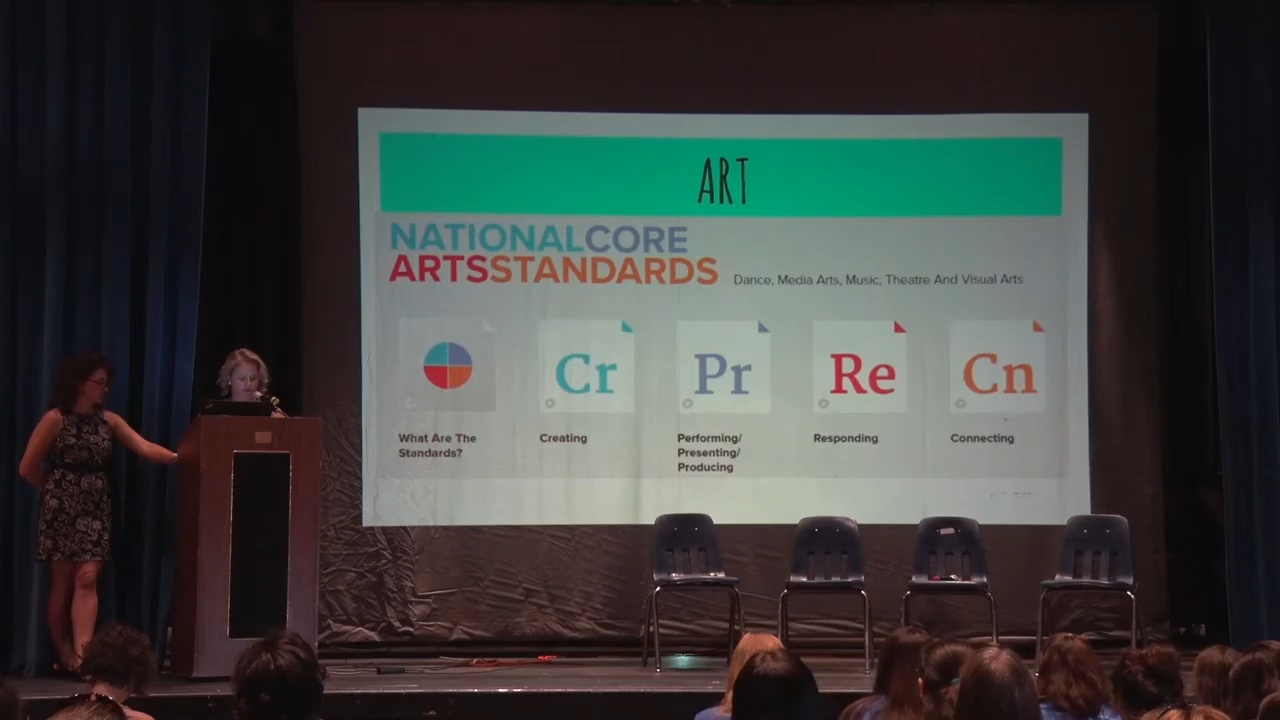 ART
NATIONALCORE
ARTSSTANDARDS
Dance, Media Arts, Music, Theatre And Visual Arts
Cr
Pr
Re
Cn
What Are The
Standards?
Creating
Performing/
Presenting/
Producing
Responding
Connecting